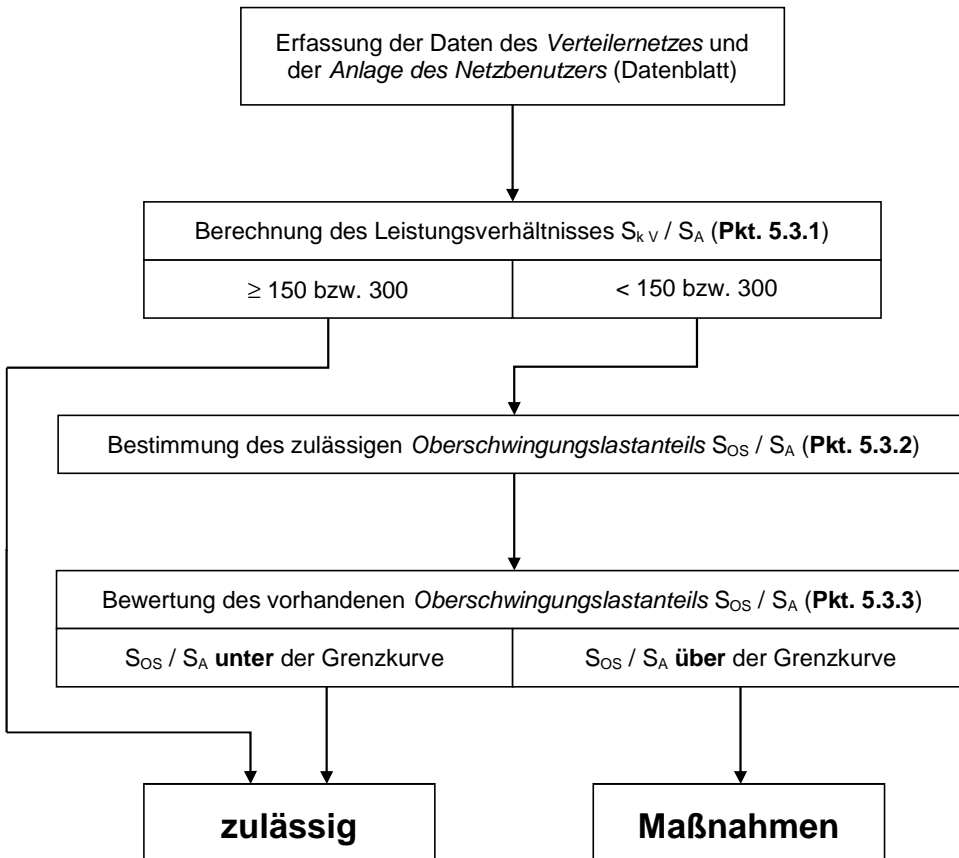 Erfassung der Daten des Verteilernetzes und
der Anlage des Netzbenutzers (Datenblatt)
Berechnung des Leistungsverhältnisses Sk V / SA (Pkt. 5.3.1)
≥ 150 bzw. 300
< 150 bzw. 300
Bestimmung des zulässigen Oberschwingungslastanteils SOS / SA (Pkt. 5.3.2)
Bewertung des vorhandenen Oberschwingungslastanteils SOS / SA (Pkt. 5.3.3)
SOS / SA unter der Grenzkurve
SOS / SA über der Grenzkurve
zulässig
Maßnahmen